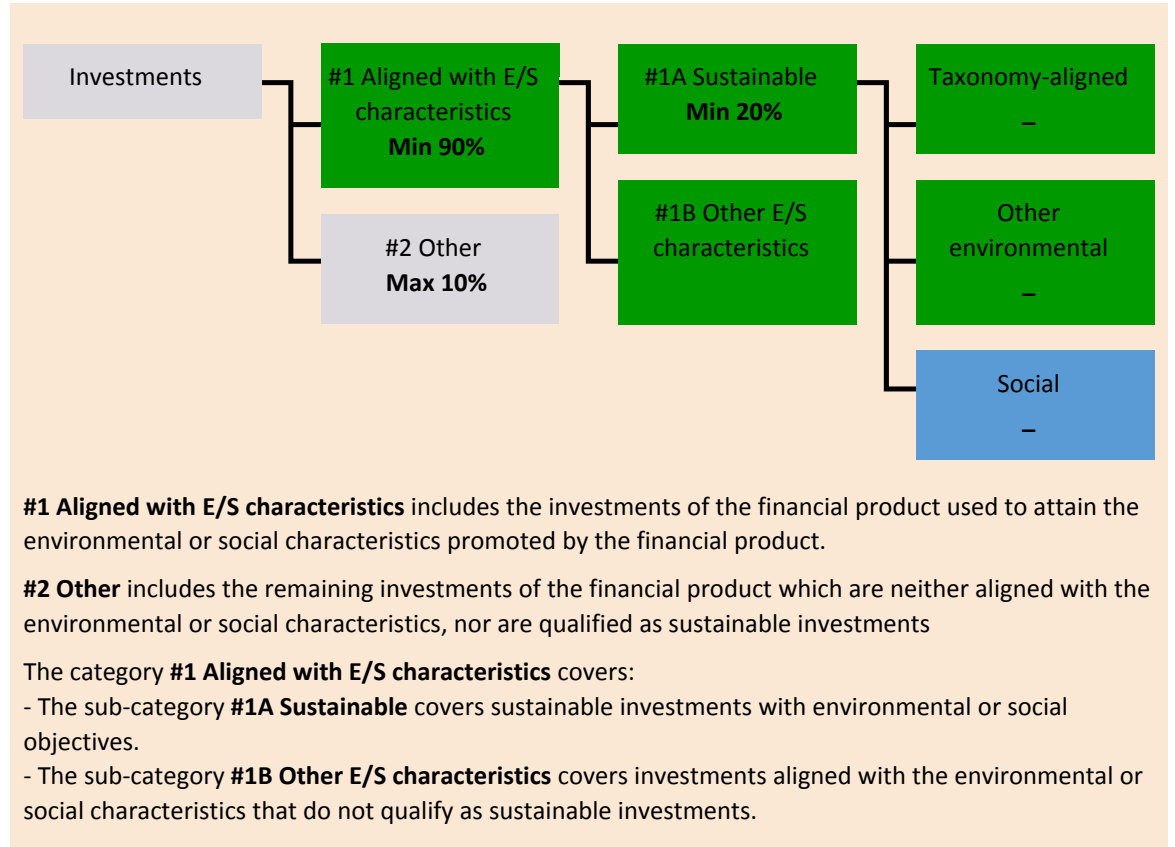 Investments
#1 Aligned with E/S
characteristics
Min 90%
#2 Other
Max 10%
#1A Sustainable
Min 20%
#1B Other E/S
characteristics
Taxonomy-aligned
–
Other
environmental
–
Social
–
#1 Aligned with E/S characteristics includes the investments of the financial product used to attain the
environmental or social characteristics promoted by the financial product.
#2 Other includes the remaining investments of the financial product which are neither aligned with the
environmental or social characteristics, nor are qualified as sustainable investments
The category #1 Aligned with E/S characteristics covers:
- The sub-category #1A Sustainable covers sustainable investments with environmental or social
objectives.
- The sub-category #1B Other E/S characteristics covers investments aligned with the environmental or
social characteristics that do not qualify as sustainable investments.